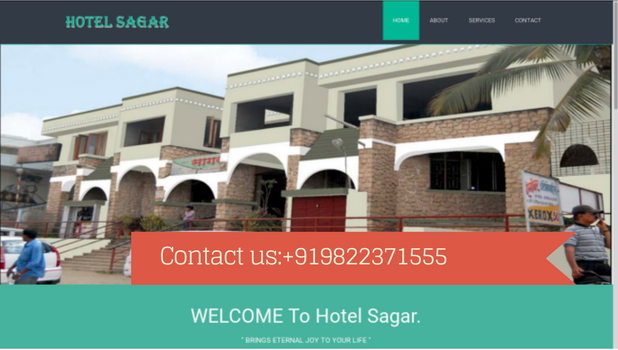 HOTEL SAGAR
HOME ABOUT SERVICES CONTACT
XEROX
Contact us:+919822371555
WELCOME To Hotel Sagar.
" BRINGS ETERNAL JOY TO YOUR LIFE "